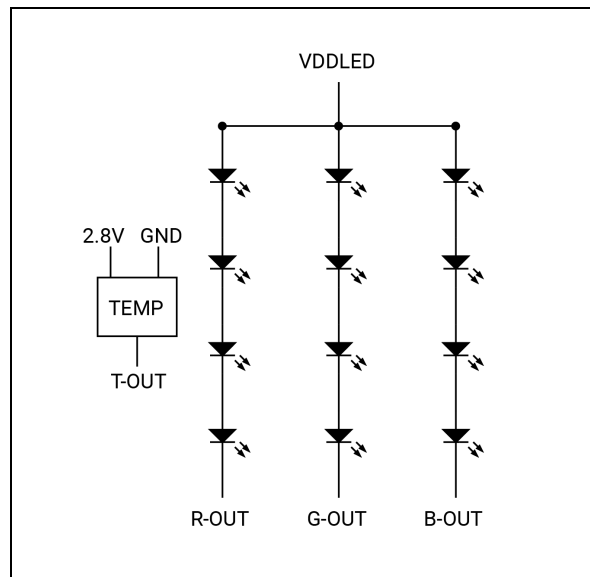 VDDLED
2.8V GND
TEMP
T-OUT
R-OUT G-OUT B-OUT